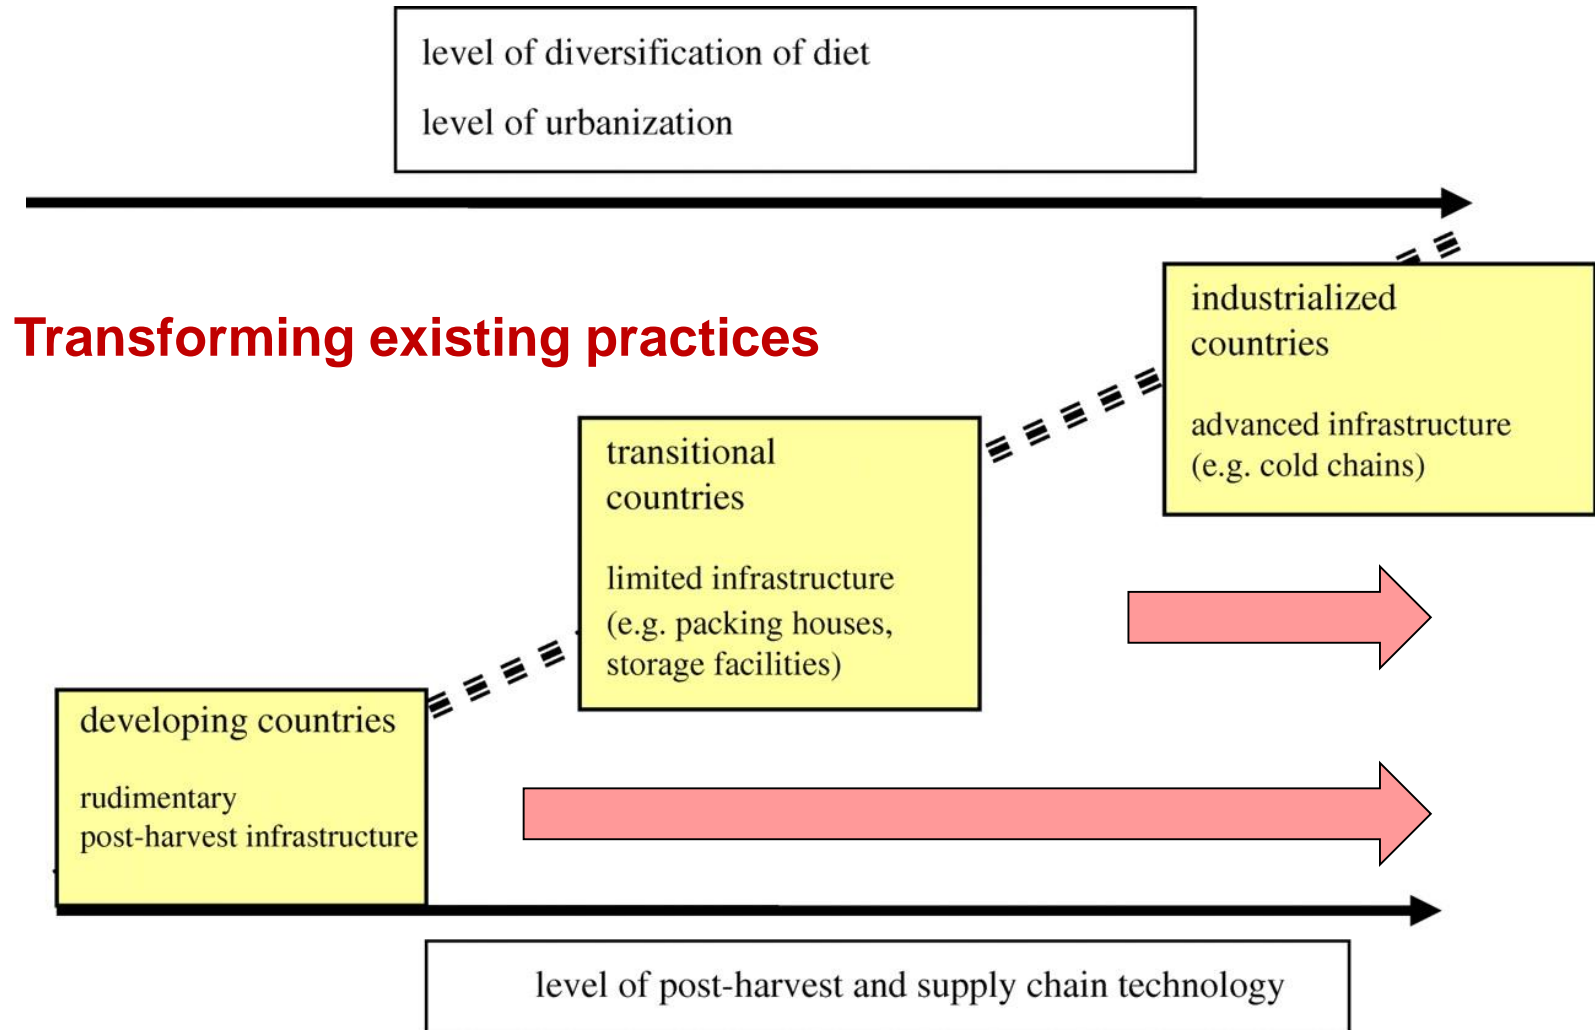 level of diversification of diet
level of urbanization
Transforming existing practices
industrialized
countries
advanced infrastructure
(e.g. cold chains)
transitional
countries
limited infrastructure
(e.g. packing houses,
storage facilities)
developing countries
rudimentary
post-harvest infrastructure
level of post-harvest and supply chain technology